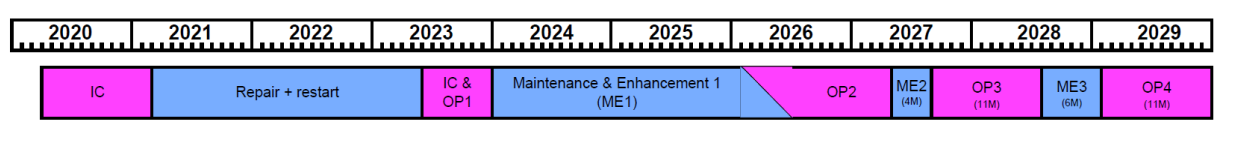 2020 2021 2022 2023 2024 2025 2026 2027 2028 2029
IC
Repair + restart
IC &
OP1
Maintenance & Enhancement 1
(ME1)
OP2
ME2
(4M)
OP3
(11M)
ME3
(6M)
OP4
(11M)